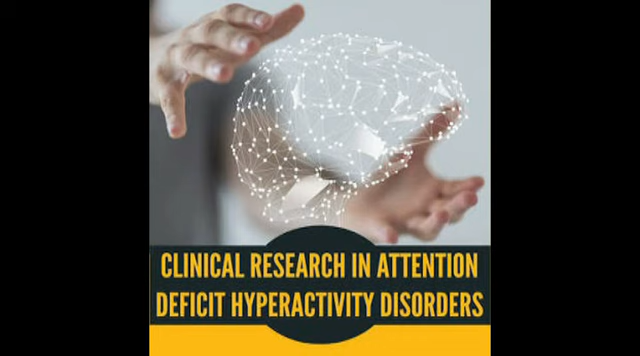 CLINICAL RESEARCH IN ATTENTION
DEFICIT HYPERACTIVITY DISORDERS